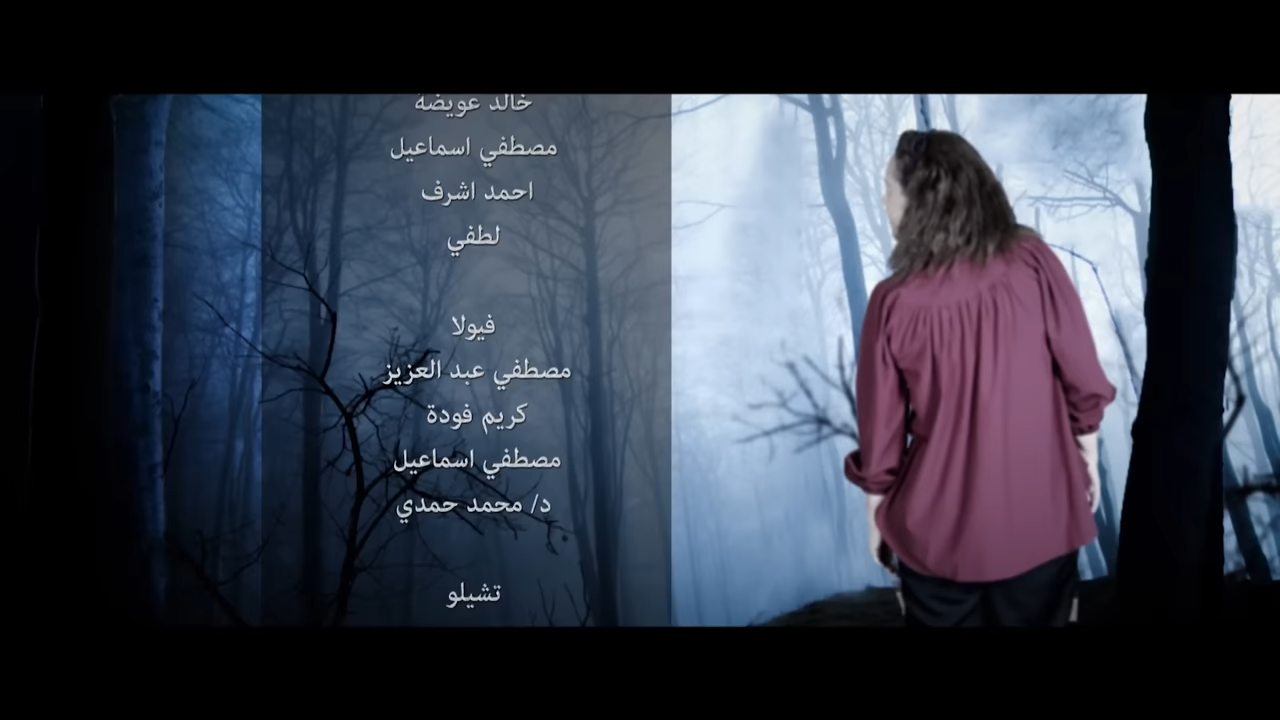 خالد عويضة
مصطفي اسماعيل
احمد اشرف
لطفي
فيولا
مصطفي عبد العزيز
كريم فودة
مصطفي اسماعيل
د/ محمد حمدي
تشيلو